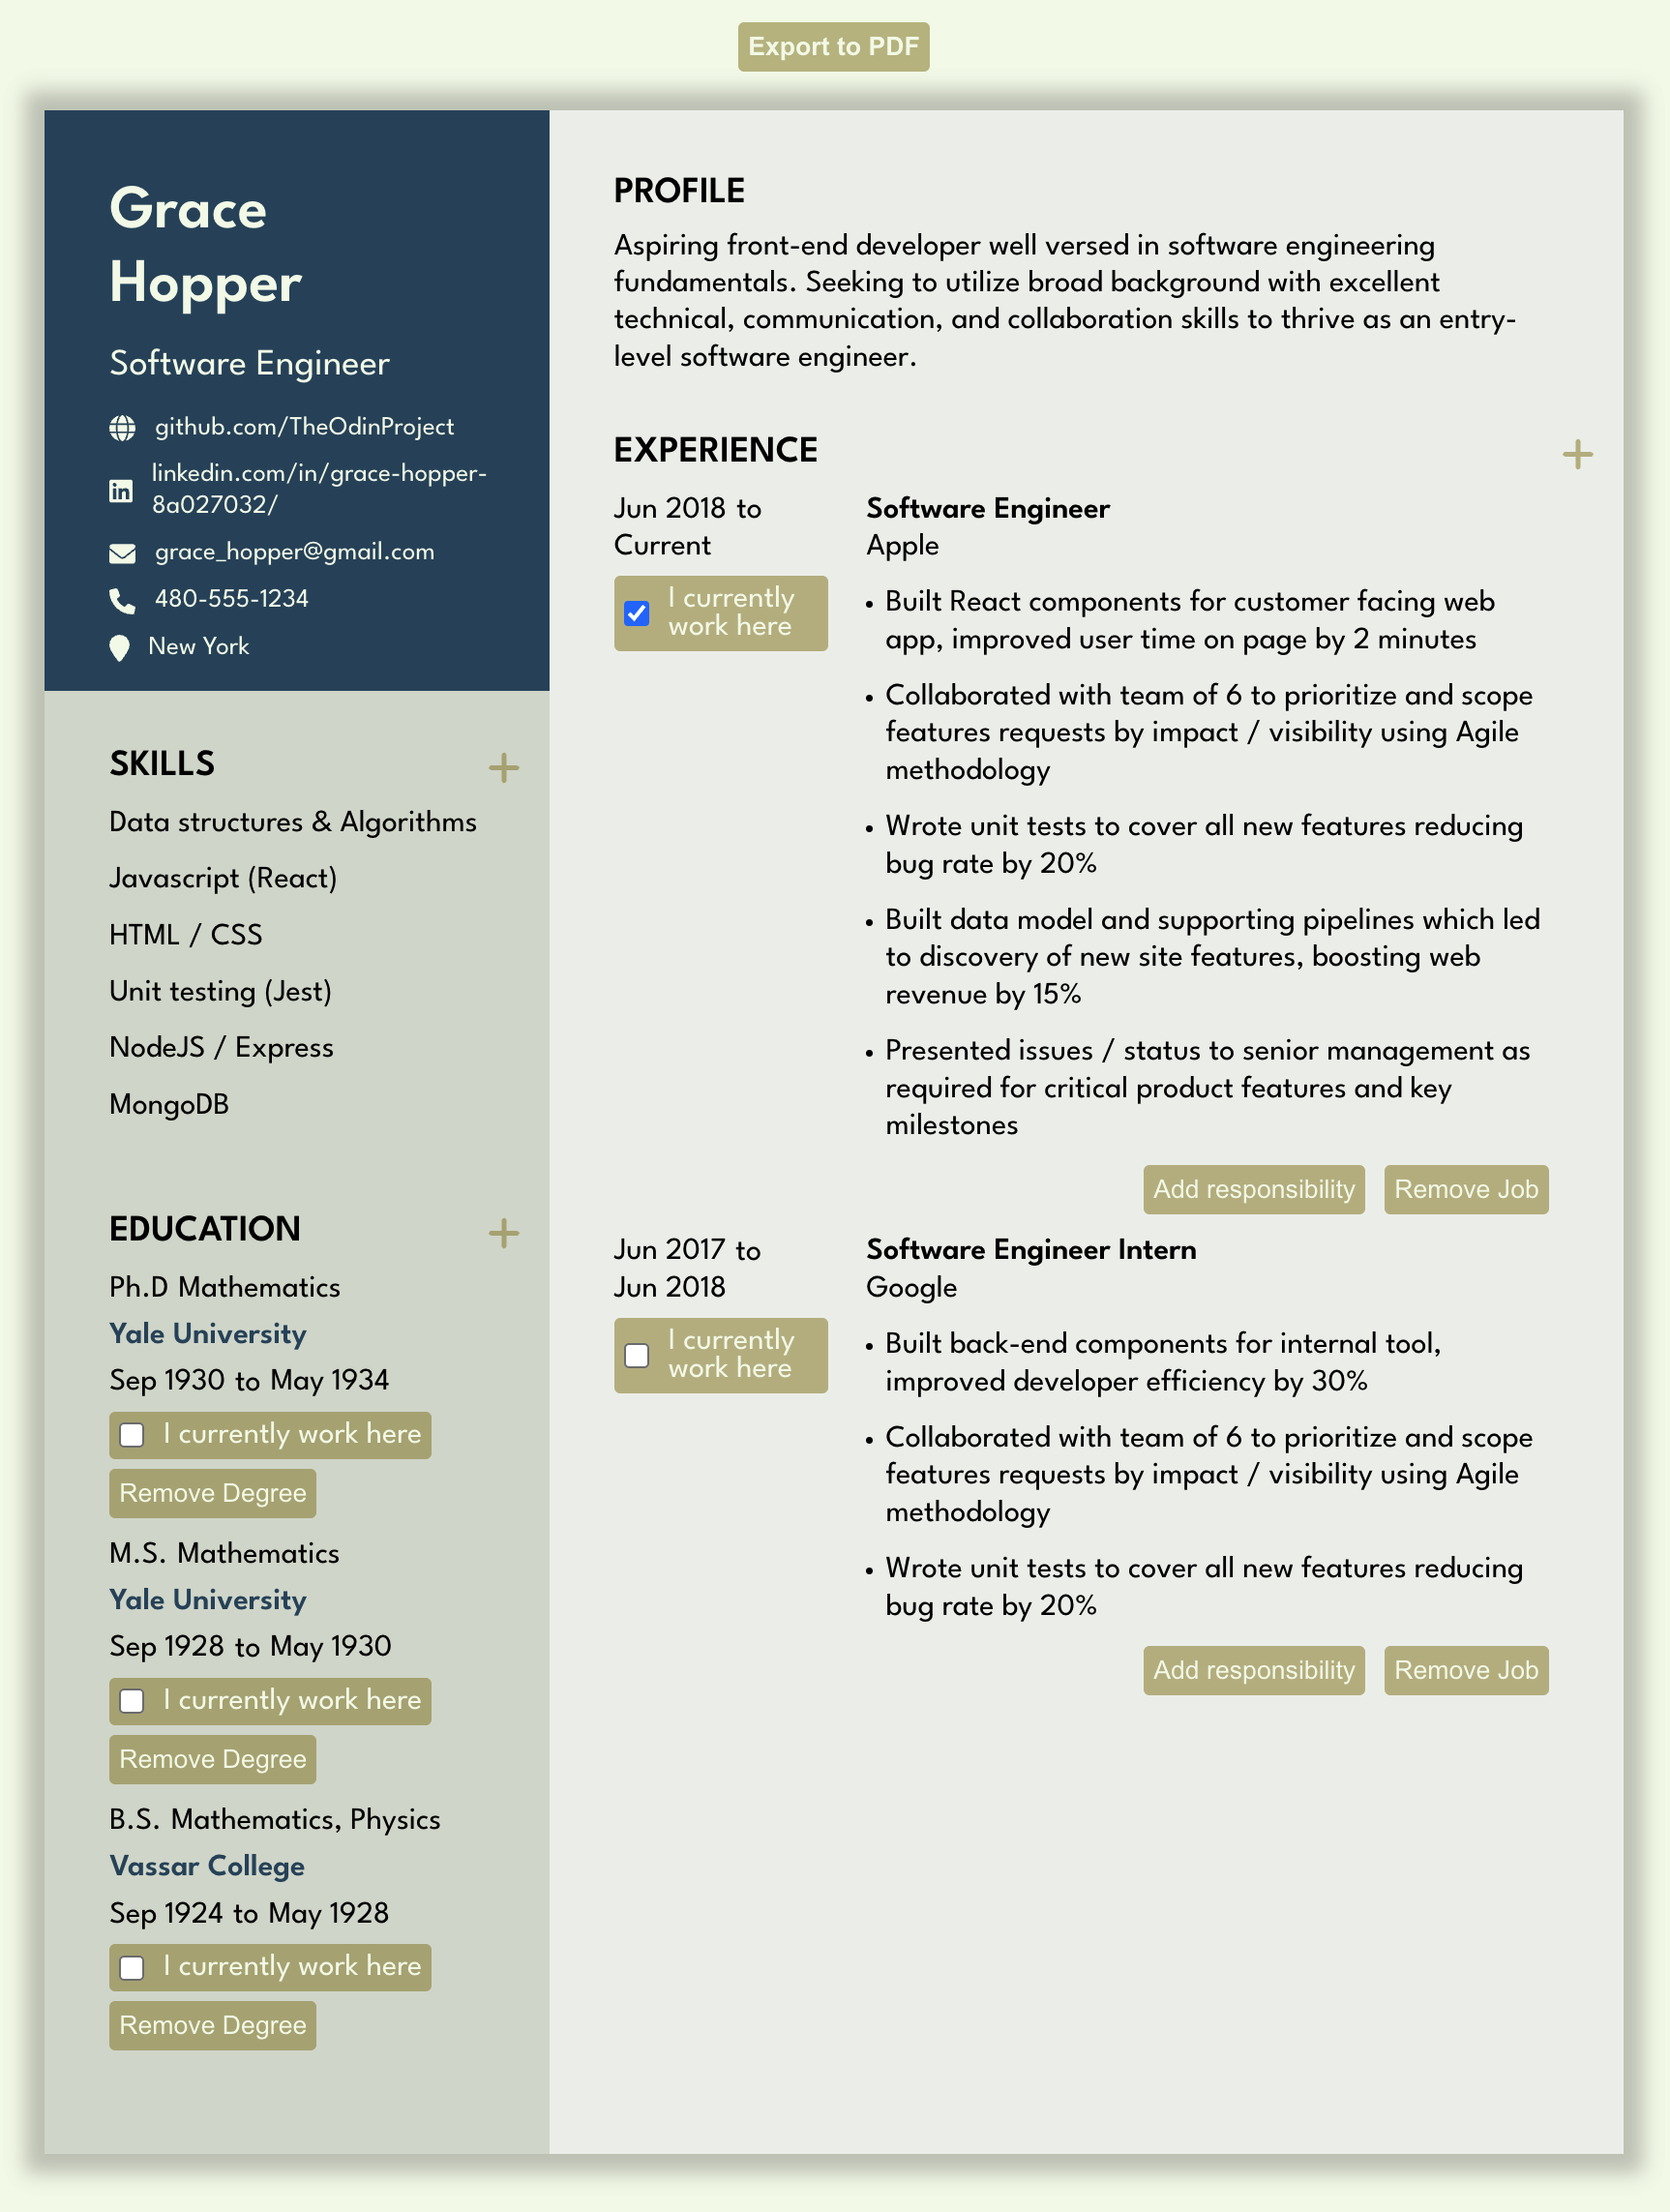 Export to PDF
Grace
Hopper
Software Engineer
github.com/TheOdinProject
linkedin.com/in/grace-hopper-
8a027032/
grace_hopper@gmail.com
480-555-1234
New York
SKILLS
Data structures & Algorithms
Javascript (React)
HTML / CSS
Unit testing (Jest)
NodeJS / Express
MongoDB
EDUCATION
Ph.D Mathematics
Yale University
Sep 1930 to May 1934
I currently work here
Remove Degree
M.S. Mathematics
Yale University
Sep 1928 to May 1930
I currently work here
Remove Degree
B.S. Mathematics, Physics
Vassar College
Sep 1924 to May 1928
I currently work here
Remove Degree
PROFILE
Aspiring front-end developer well versed in software engineering
fundamentals. Seeking to utilize broad background with excellent
technical, communication, and collaboration skills to thrive as an entry-
level software engineer.
EXPERIENCE
Jun 2018 to
Current
I currently
work here
Software Engineer
Apple
• Built React components for customer facing web
app, improved user time on page by 2 minutes
• Collaborated with team of 6 to prioritize and scope
features requests by impact / visibility using Agile
methodology
• Wrote unit tests to cover all new features reducing
bug rate by 20%
• Built data model and supporting pipelines which led
to discovery of new site features, boosting web
revenue by 15%
• Presented issues / status to senior management as
required for critical product features and key
milestones
Add responsibility
Remove Job
Jun 2017 to
Jun 2018
I currently
work here
Software Engineer Intern
Google
• Built back-end components for internal tool,
improved developer efficiency by 30%
• Collaborated with team of 6 to prioritize and scope
features requests by impact / visibility using Agile
methodology
• Wrote unit tests to cover all new features reducing
bug rate by 20%
Add responsibility
Remove Job